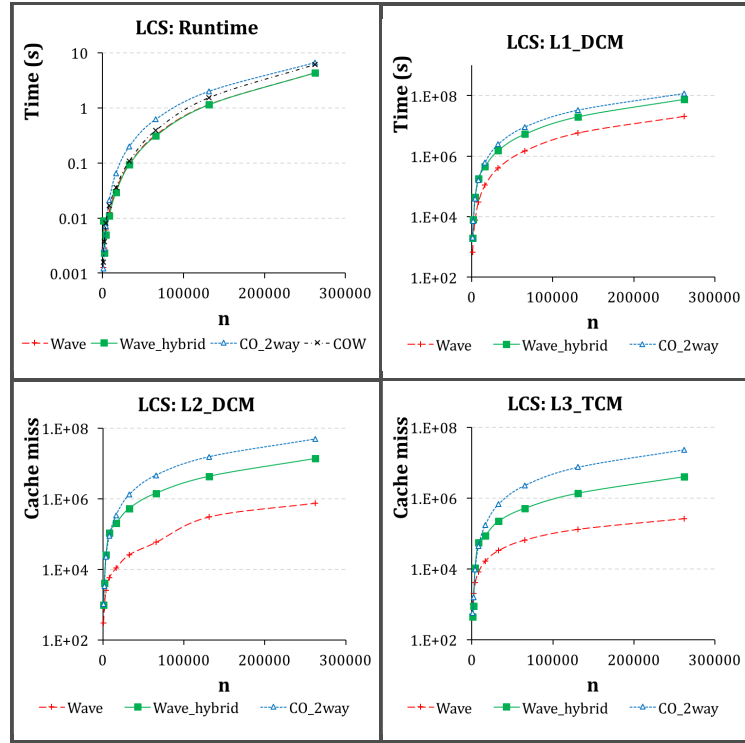 LCS: Runtime
Time (s)
10
1
0.1
0.01
0.001
0 100000 200000 300000
n
Wave Wave_hybrid CO_2way COW
LCS: L1_DCM
Time (s)
1.E+08
1.E+06
1.E+04
1.E+02
0 100000 200000 300000
n
Wave Wave_hybrid CO_2way
LCS: L2_DCM
Cache miss
1.E+08
1.E+06
1.E+04
1.E+02
0 100000 200000 300000
n
Wave Wave_hybrid CO_2way
LCS: L3_TCM
Cache miss
1.E+08
1.E+06
1.E+04
1.E+02
0 100000 200000 300000
n
Wave Wave_hybrid CO_2way